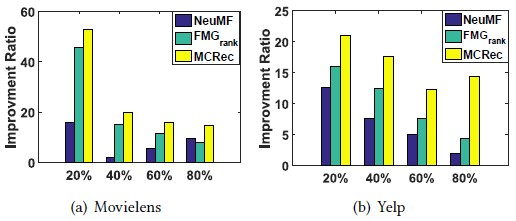 60
40
20
0
Improvment Ratio
NeuMF
FMGrank
MCRec
20% 40% 60% 80%
(a) Movielens
25
20
15
10
5
0
Improvment Ratio
NeuMF
FMGrank
MCRec
20% 40% 60% 80%
(b) Yelp